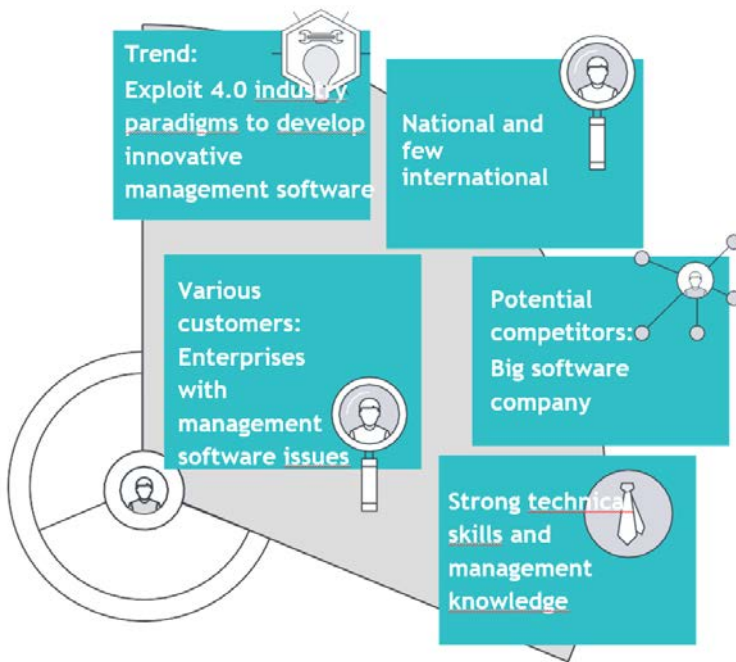 Trend:
Exploit 4.0 industry
paradigms to develop
innovative
management software
National and
few
international
Various
customers:
Enterprises
with
management
software issues
Potential
competitors:
Big software
company
Strong technical
skills and
management
knowledge